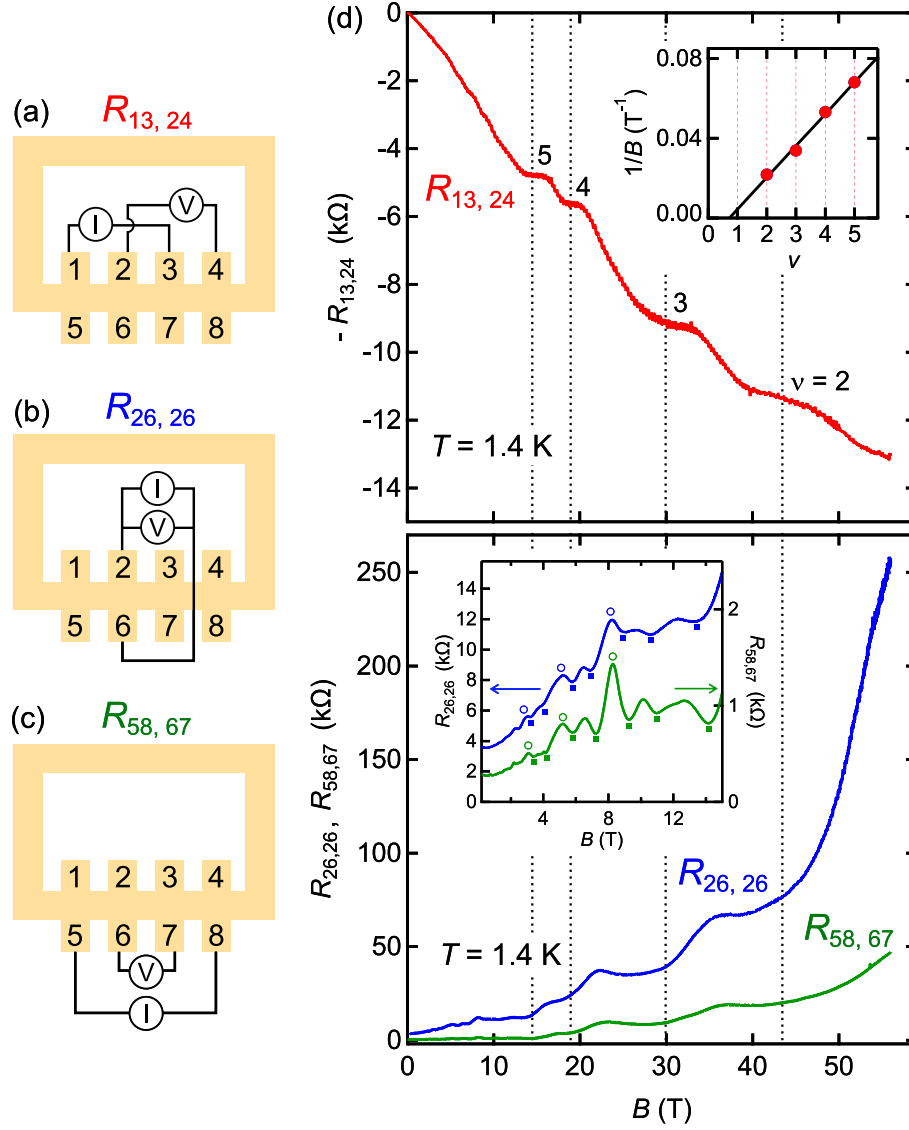 (a) R13, 24
I V
1 2 3 4
5 6 7 8
(b) R26, 26
I
V
1 2 3 4
5 6 7 8
(c) R58, 67
1 2 3 4
5 6 7 8
V
I
(d)
0
-2
-4
-6
-8
-10
-12
-14
- R13,24 (kΩ)
R13, 24
5
4
3
ν = 2
T = 1.4 K
0.08
0.04
0.00
1/B (T-1)
0 1 2 3 4 5
ν
250
200
150
100
50
0
R26,26 , R58,67 (kΩ)
14
12
10
8
6
4
2
0
R26,26 (kΩ)
2
1
0
R58,67 (kΩ)
4 8 12
B (T)
R26, 26
R58, 67
T = 1.4 K
0 10 20 30 40 50
B (T)